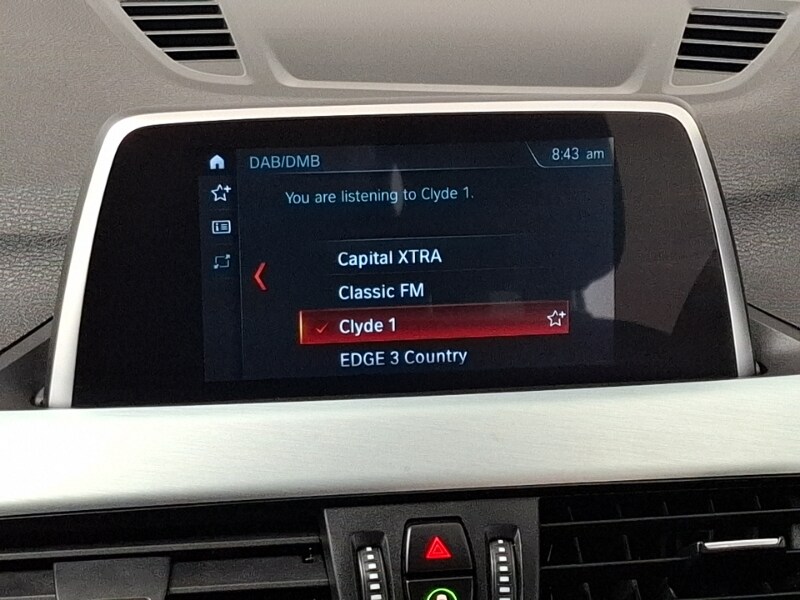 DAB/DMB
8:43 am
You are listening to Clyde 1.
Capital XTRA
Classic FM
Clyde 1
EDGE 3 Country